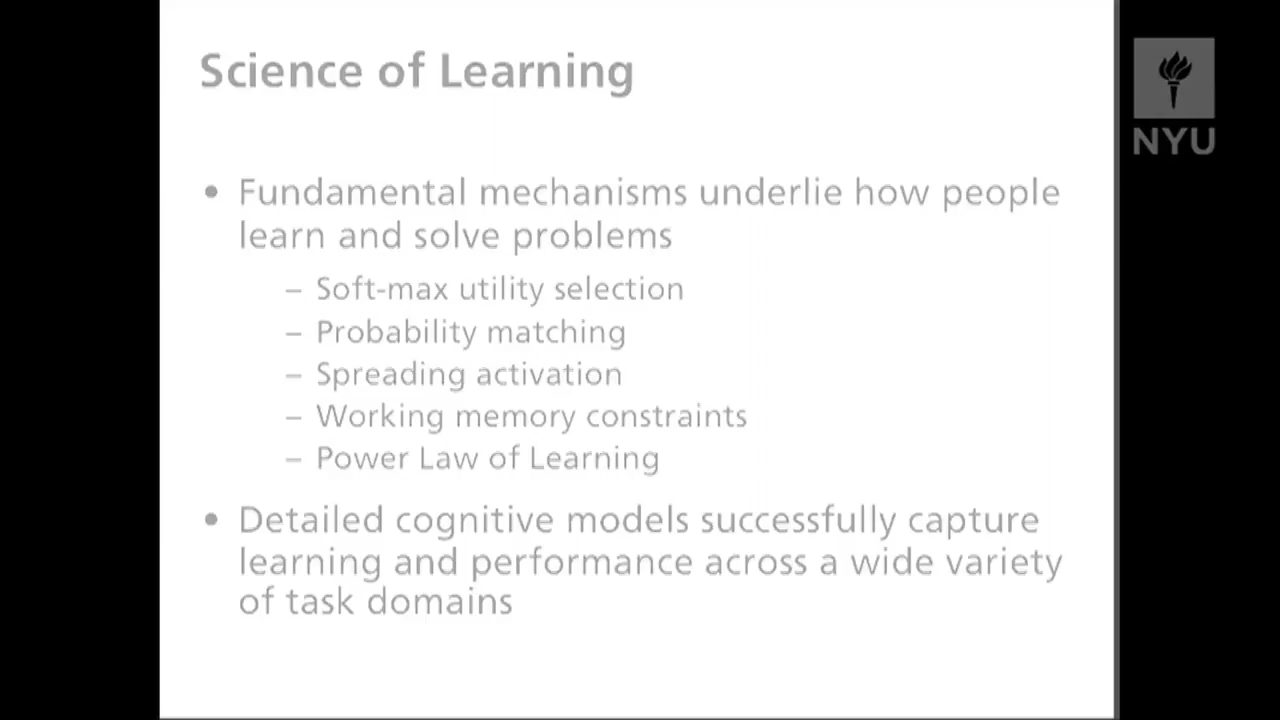 Science of Learning
NYU
• Fundamental mechanisms underlie how people
learn and solve problems
– Soft-max utility selection
– Probability matching
– Spreading activation
– Working memory constraints
– Power Law of Learning
• Detailed cognitive models successfully capture
learning and performance across a wide variety
of task domains